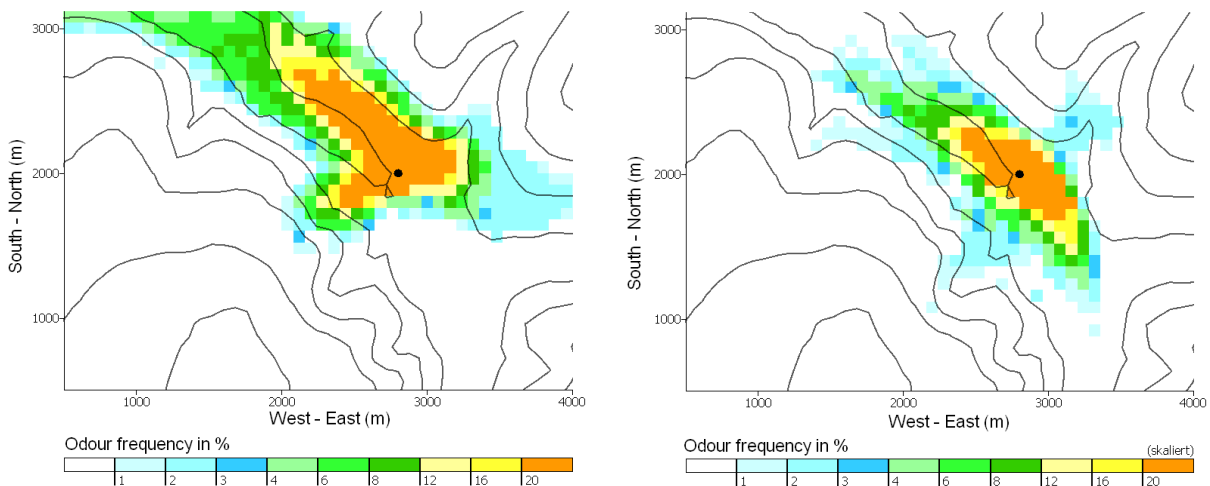 3000
2000
1000
South - North (m)
1000 2000 3000 4000
West - East (m)
Odour frequency in %
1 2 3 4 6 8 12 16 20
3000
2000
1000
South - North (m)
1000 2000 3000 4000
West - East (m)
Odour frequency in % (skaliert)
1 2 3 4 6 8 12 16 20